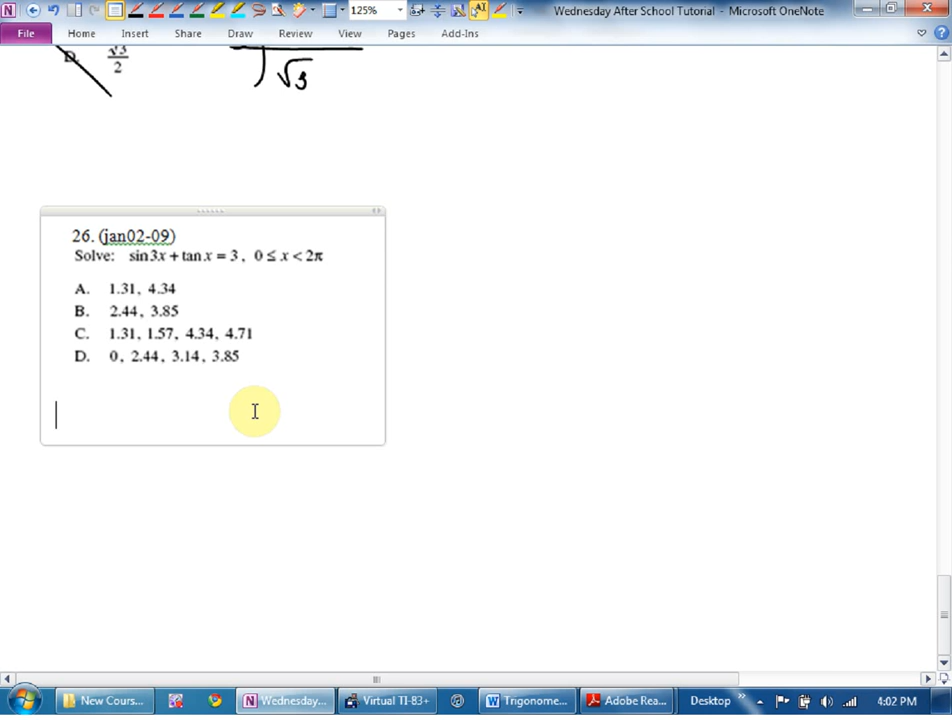 125%
Wednesday After School Tutorial - Microsoft OneNote
File Home Insert Share Draw Review View Pages Add-Ins
D. √3/2
√3
26. (jan02-09)
Solve: sin3x + tan x = 3, 0 ≤ x < 2π
A. 1.31, 4.34
B. 2.44, 3.85
C. 1.31, 1.57, 4.34, 4.71
D. 0, 2.44, 3.14, 3.85
New Cours... Wednesday... Virtual TI-83+ Trigonome... Adobe Rea... Desktop 4:02 PM